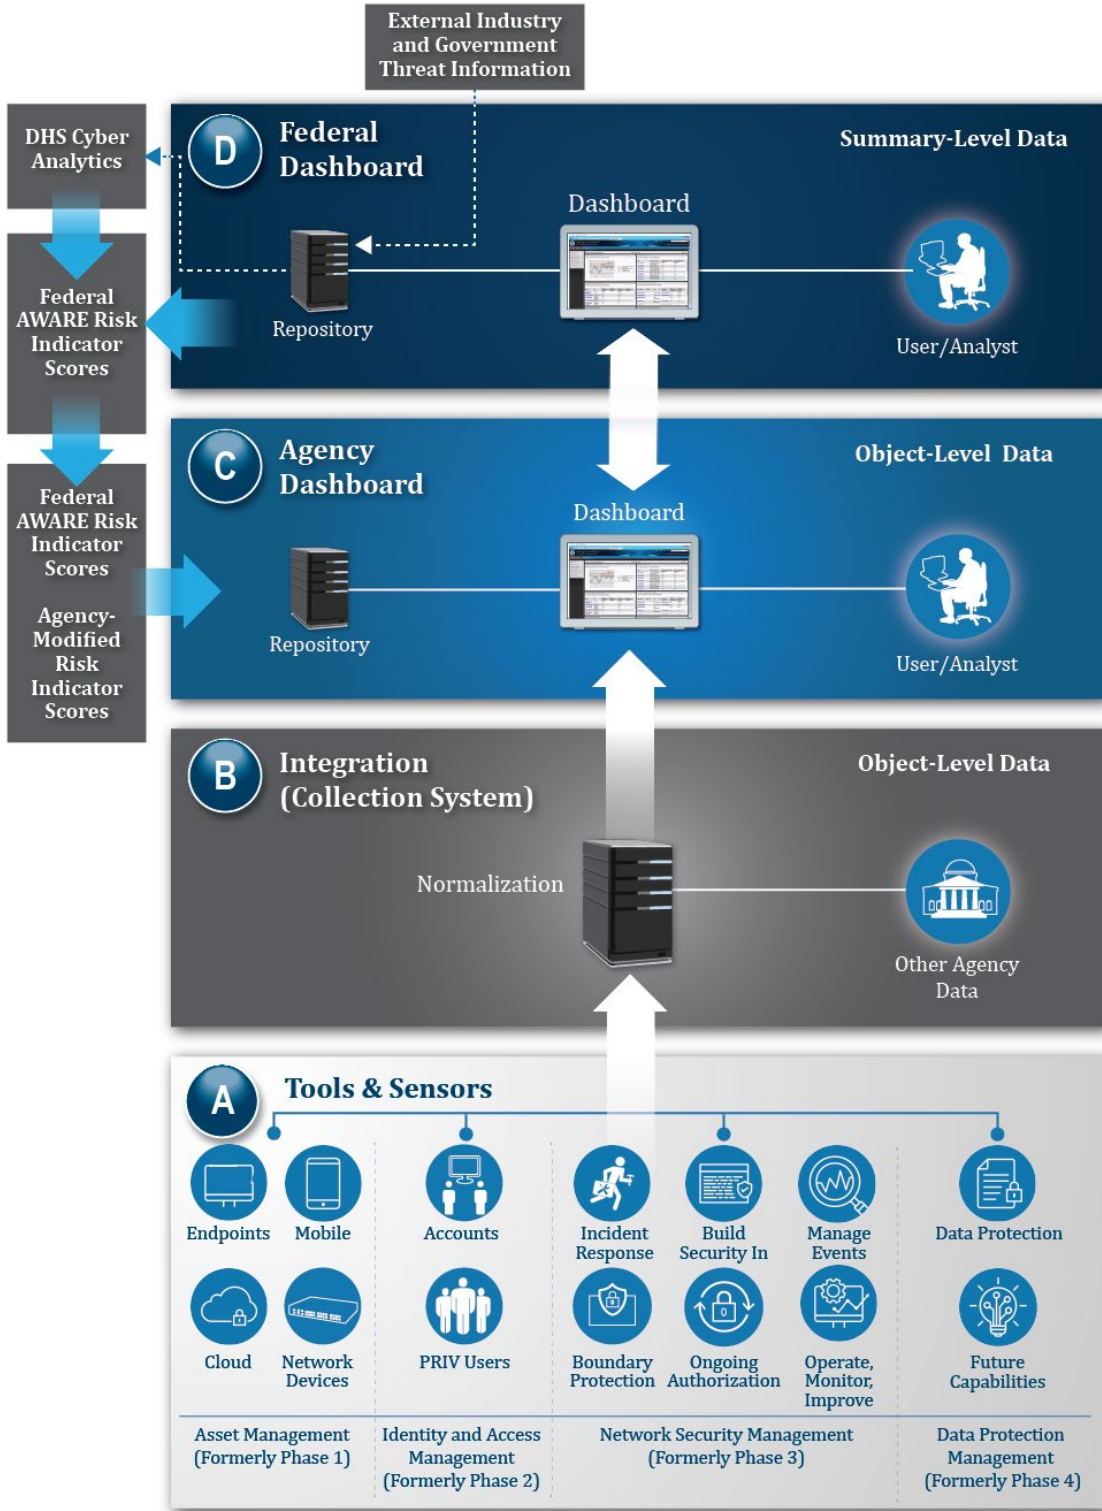 External Industry
and Government
Threat Information
DHS Cyber
Analytics
Federal
AWARE Risk
Indicator
Scores
Federal
AWARE Risk
Indicator
Scores
Agency-
Modified
Risk
Indicator
Scores
D
Federal
Dashboard
Summary-Level Data
Dashboard
Repository
User/Analyst
C
Agency
Dashboard
Object-Level Data
Dashboard
Repository
User/Analyst
B
Integration
(Collection System)
Object-Level Data
Normalization
Other Agency
Data
A
Tools & Sensors
Endpoints
Mobile
Accounts
Incident
Response
Build
Security In
Manage
Events
Data Protection
Cloud
Network
Devices
PRIV Users
Boundary
Protection
Ongoing
Authorization
Operate,
Monitor,
Improve
Future
Capabilities
Asset Management
(Formerly Phase 1)
Identity and Access
Management
(Formerly Phase 2)
Network Security Management
(Formerly Phase 3)
Data Protection
Management
(Formerly Phase 4)